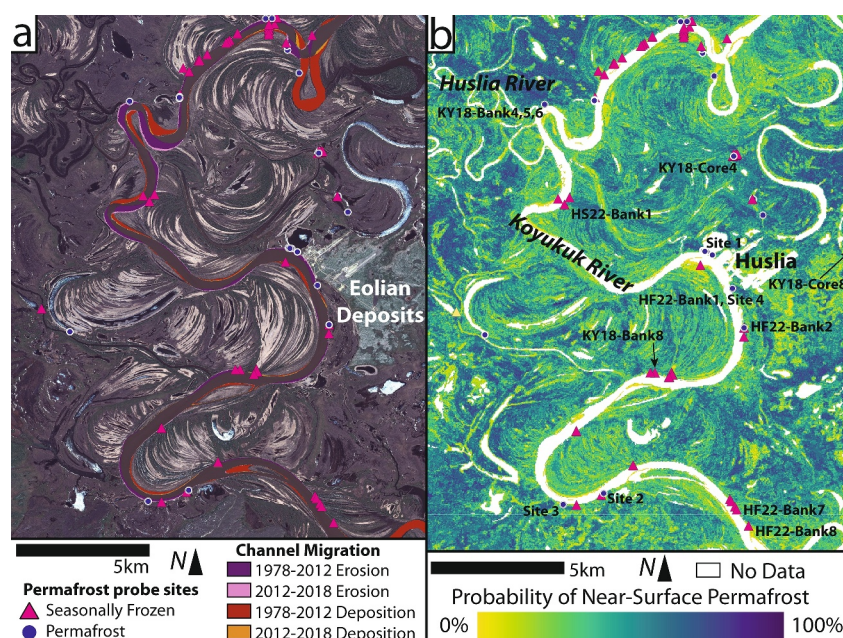 a
Eolian
Deposits
5km
N
Permafrost probe sites
Seasonally Frozen
Permafrost
Channel Migration
1978-2012 Erosion
2012-2018 Erosion
1978-2012 Deposition
2012-2018 Deposition
b
Huslia River
KY18-Bank4,5,6
KY18-Core4
HS22-Bank1
Koyukuk River
Site 1
Huslia
KY18-Core8
HF22-Bank1, Site 4
KY18-Bank8
HF22-Bank2
Site 3
Site 2
HF22-Bank7
HF22-Bank8
5km
N
No Data
Probability of Near-Surface Permafrost
0%
100%